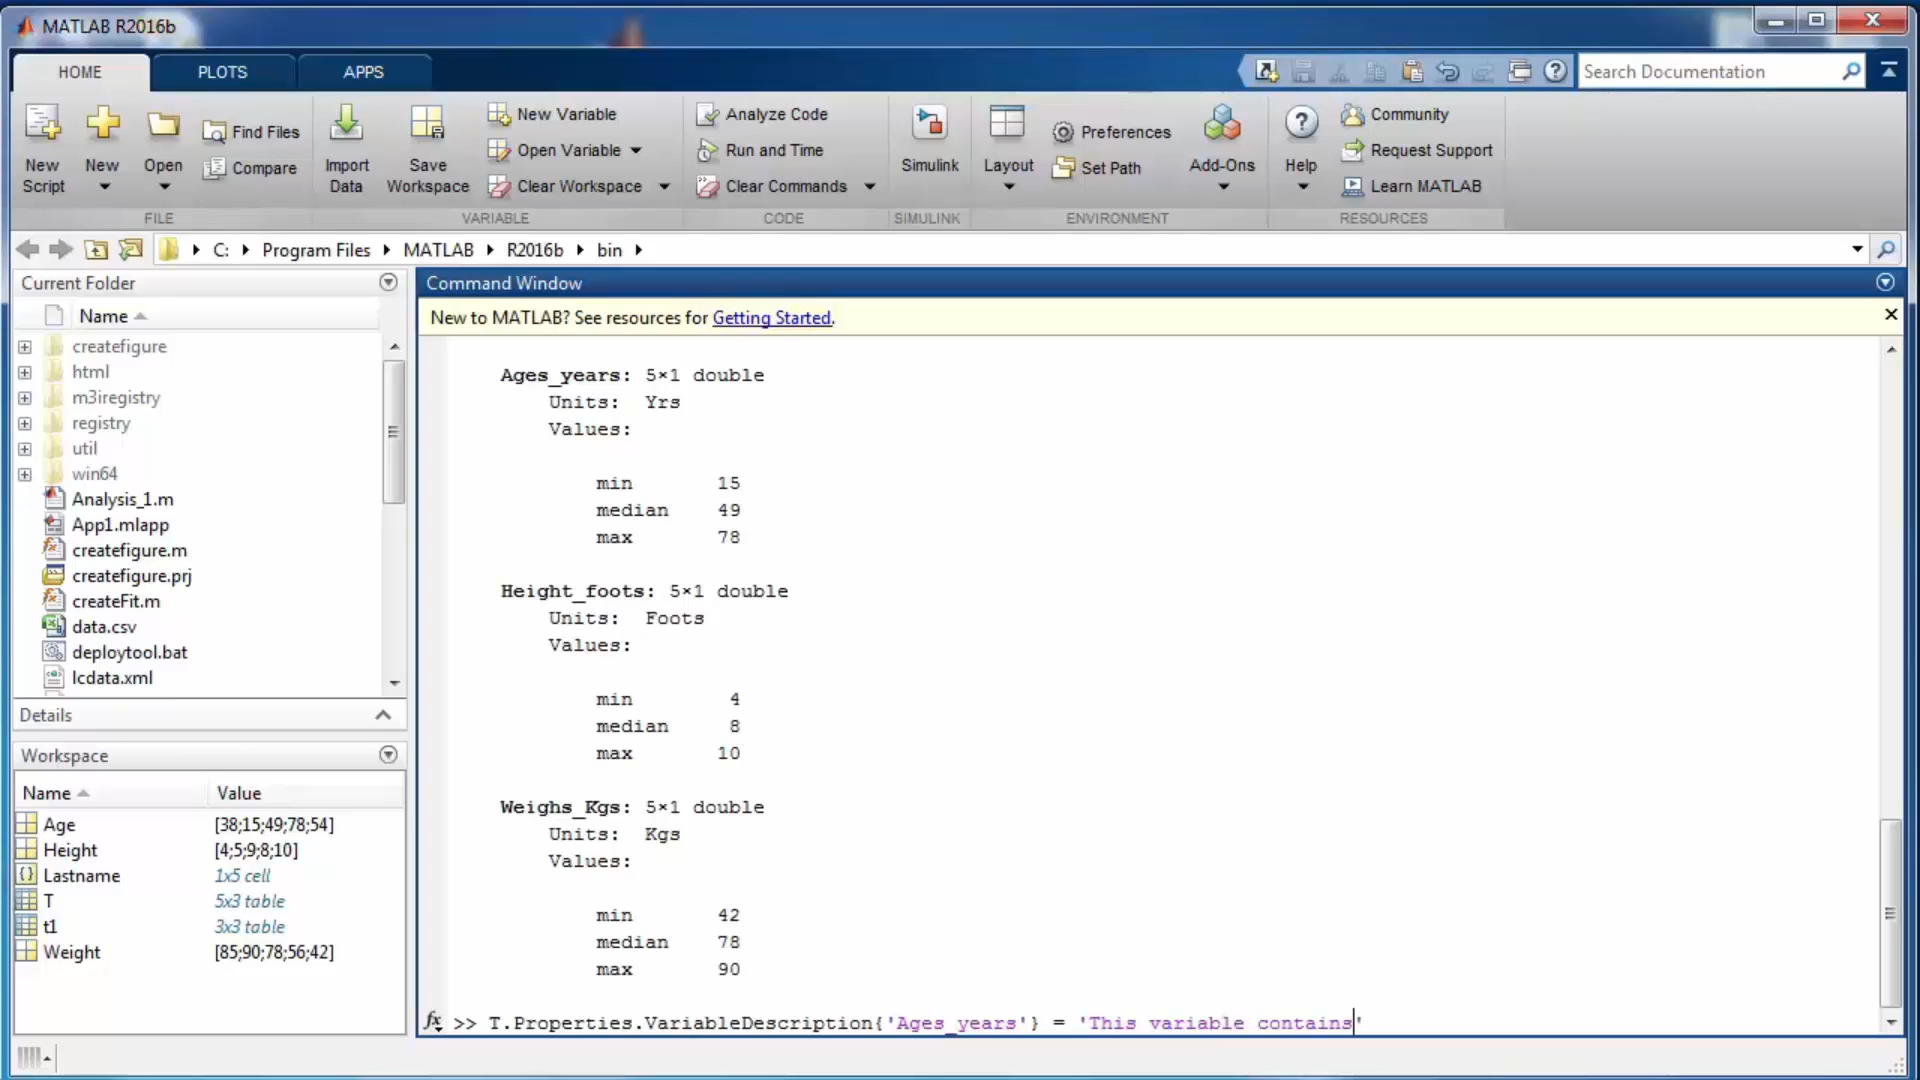 MATLAB R2016b
HOME PLOTS APPS
Search Documentation
New Script
New
Open
Find Files
Compare
Import Data
Save Workspace
New Variable
Open Variable
Clear Workspace
Analyze Code
Run and Time
Clear Commands
Simulink
Layout
Preferences
Set Path
Add-Ons
Help
Community
Request Support
Learn MATLAB
FILE VARIABLE CODE SIMULINK ENVIRONMENT RESOURCES
C: Program Files MATLAB R2016b bin
Current Folder
Name
createfigure
html
m3iregistry
registry
util
win64
Analysis_1.m
App1.mlapp
createfigure.m
createfigure.prj
createFit.m
data.csv
deploytool.bat
lcdata.xml
Details
Workspace
Name Value
Age [38;15;49;78;54]
Height [4;5;9;8;10]
Lastname 1x5 cell
T 5x3 table
t1 3x3 table
Weight [85;90;78;56;42]
Command Window
New to MATLAB? See resources for Getting Started.
Ages_years: 5×1 double
Units: Yrs
Values:
min 15
median 49
max 78
Height_foots: 5×1 double
Units: Foots
Values:
min 4
median 8
max 10
Weighs_Kgs: 5×1 double
Units: Kgs
Values:
min 42
median 78
max 90
fx >> T.Properties.VariableDescription{'Ages_years'} = 'This variable contains'